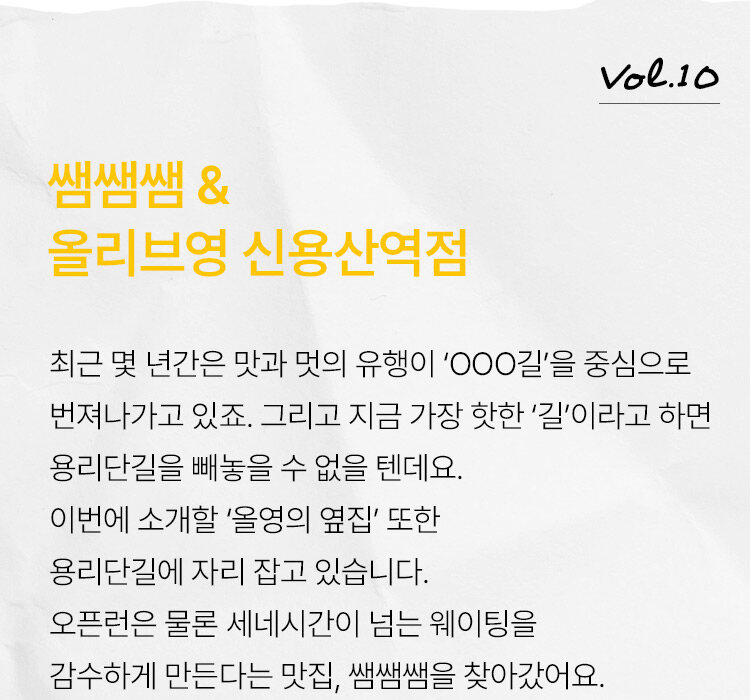 Vol.10
쌤쌤쌤 &
올리브영 신용산역점
최근 몇 년간은 맛과 멋의 유행이 ‘OOO길’을 중심으로
번져나가고 있죠. 그리고 지금 가장 핫한 ‘길’이라고 하면
용리단길을 빼놓을 수 없을 텐데요.
이번에 소개할 ‘올영의 옆집’ 또한
용리단길에 자리 잡고 있습니다.
오픈런은 물론 세네시간이 넘는 웨이팅을
감수하게 만든다는 맛집, 쌤쌤쌤을 찾아갔어요.